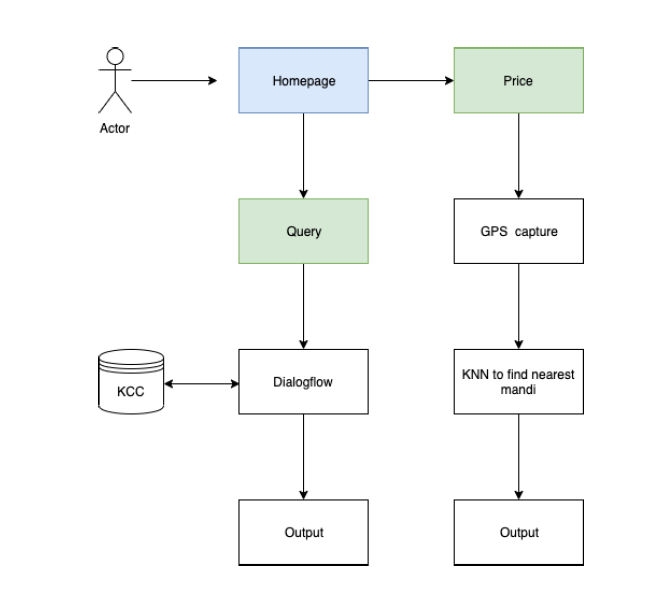 Homepage
Price
Actor
Query
GPS capture
KCC
Dialogflow
KNN to find nearest
mandi
Output
Output